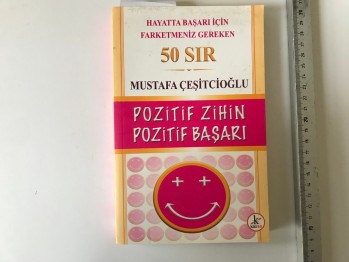 HAYATTA BAŞARI İÇİN
FARKETMENİZ GEREKEN
50 SIR
MUSTAFA ÇEŞİTCİOĞLU
POZİTİF ZİHİN
POZİTİF BAŞARI